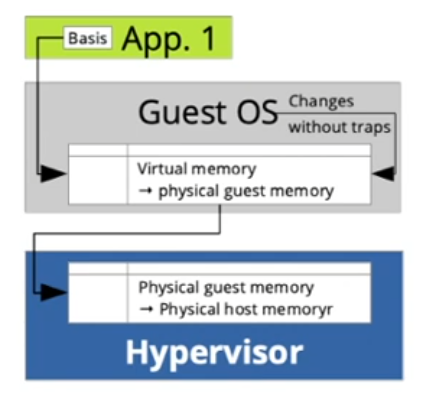 Basis App. 1
Guest OS
Changes
without traps
Virtual memory
→ physical guest memory
Physical guest memory
→ Physical host memoryr
Hypervisor